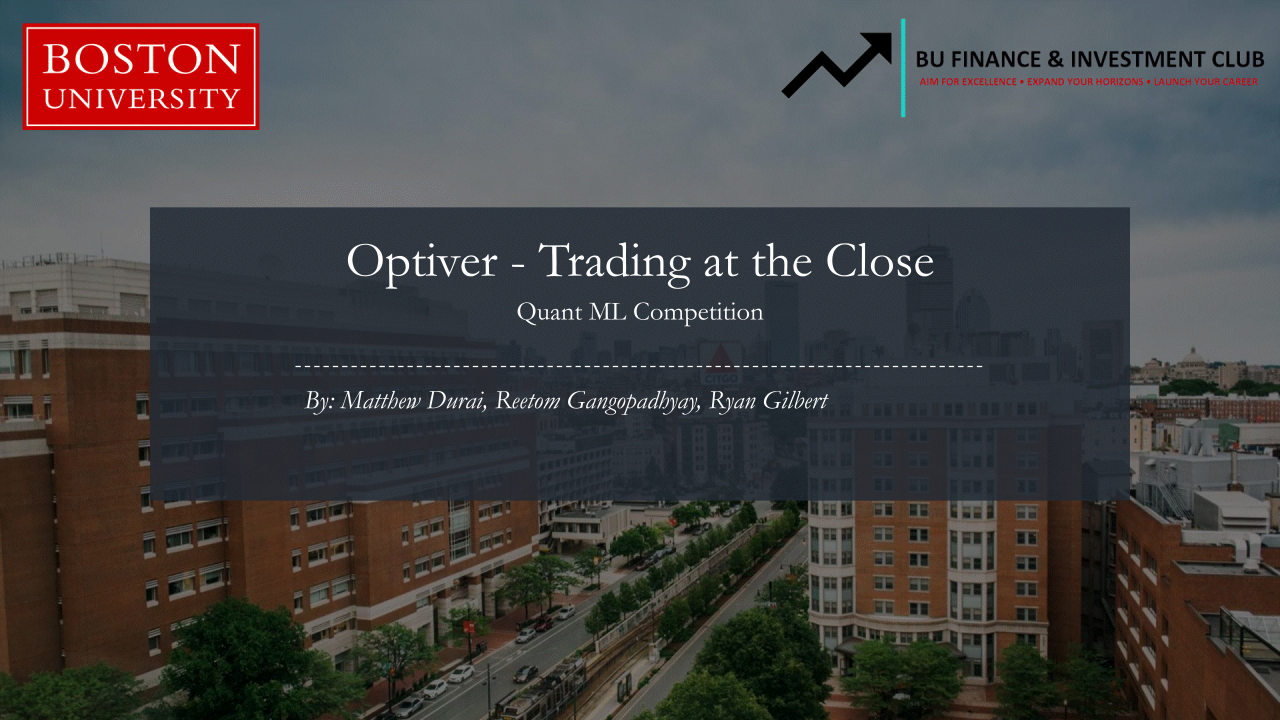 BOSTON
UNIVERSITY
BU FINANCE & INVESTMENT CLUB
AIM FOR EXCELLENCE • EXPAND YOUR HORIZONS • LAUNCH YOUR CAREER
Optiver - Trading at the Close
Quant ML Competition
CITGO
By: Matthew Durai, Reetom Gangopadhyay, Ryan Gilbert